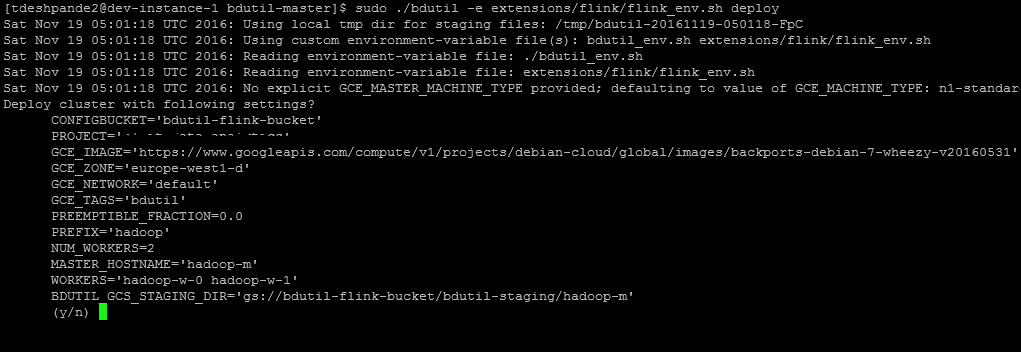 [tdeshpande2@dev-instance-1 bdutil-master]$ sudo ./bdutil -e extensions/flink/flink_env.sh deploy
Sat Nov 19 05:01:18 UTC 2016: Using local tmp dir for staging files: /tmp/bdutil-20161119-050118-FpC
Sat Nov 19 05:01:18 UTC 2016: Using custom environment-variable file(s): bdutil_env.sh extensions/flink/flink_env.sh
Sat Nov 19 05:01:18 UTC 2016: Reading environment-variable file: ./bdutil_env.sh
Sat Nov 19 05:01:18 UTC 2016: Reading environment-variable file: extensions/flink/flink_env.sh
Sat Nov 19 05:01:18 UTC 2016: No explicit GCE_MASTER_MACHINE_TYPE provided; defaulting to value of GCE_MACHINE_TYPE: n1-standar
Deploy cluster with following settings?
CONFIGBUCKET='bdutil-flink-bucket'
PROJECT='
GCE_IMAGE='https://www.googleapis.com/compute/v1/projects/debian-cloud/global/images/backports-debian-7-wheezy-v20160531'
GCE_ZONE='europe-west1-d'
GCE_NETWORK='default'
GCE_TAGS='bdutil'
PREEMPTIBLE_FRACTION=0.0
PREFIX='hadoop'
NUM_WORKERS=2
MASTER_HOSTNAME='hadoop-m'
WORKERS='hadoop-w-0 hadoop-w-1'
BDUTIL_GCS_STAGING_DIR='gs://bdutil-flink-bucket/bdutil-staging/hadoop-m'
(y/n)